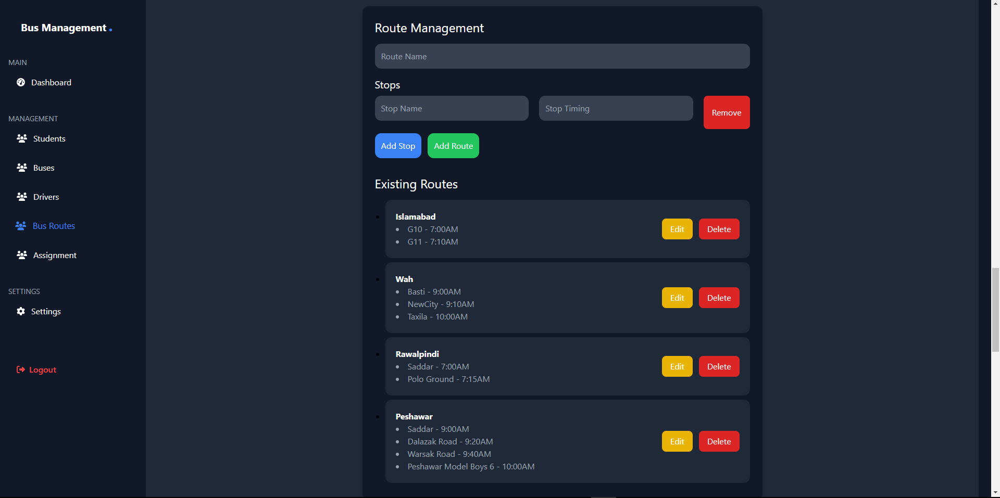 Bus Management .
MAIN
Dashboard
MANAGEMENT
Students
Buses
Drivers
Bus Routes
Assignment
SETTINGS
Settings
Logout
Route Management
Route Name
Stops
Stop Name
Stop Timing
Remove
Add Stop
Add Route
Existing Routes
Islamabad
• G10 - 7:00AM
• G11 - 7:10AM
Edit
Delete
Wah
• Basti - 9:00AM
• NewCity - 9:10AM
• Taxila - 10:00AM
Edit
Delete
Rawalpindi
• Saddar - 7:00AM
• Polo Ground - 7:15AM
Edit
Delete
Peshawar
• Saddar - 9:00AM
• Dalazak Road - 9:20AM
• Warsak Road - 9:40AM
• Peshawar Model Boys 6 - 10:00AM
Edit
Delete